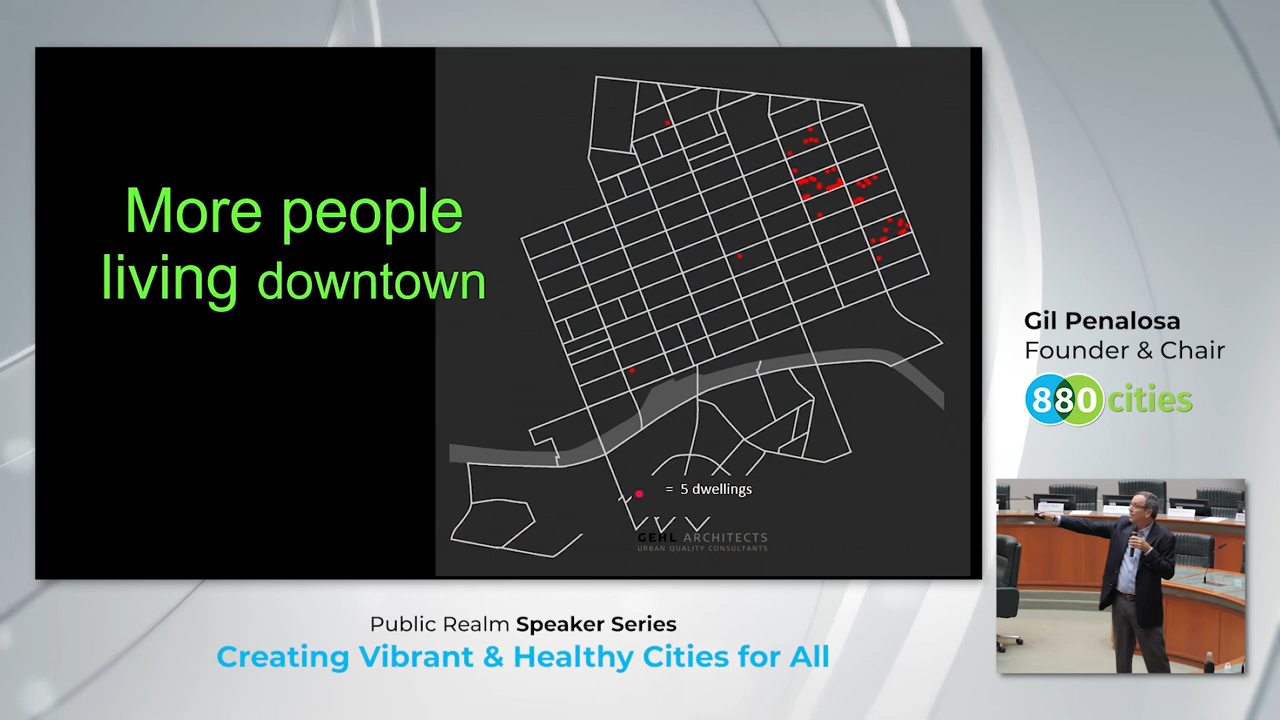 More people
living downtown
= 5 dwellings
GEHL ARCHITECTS
URBAN QUALITY CONSULTANTS
Gil Penalosa
Founder & Chair
880 cities
Public Realm Speaker Series
Creating Vibrant & Healthy Cities for All